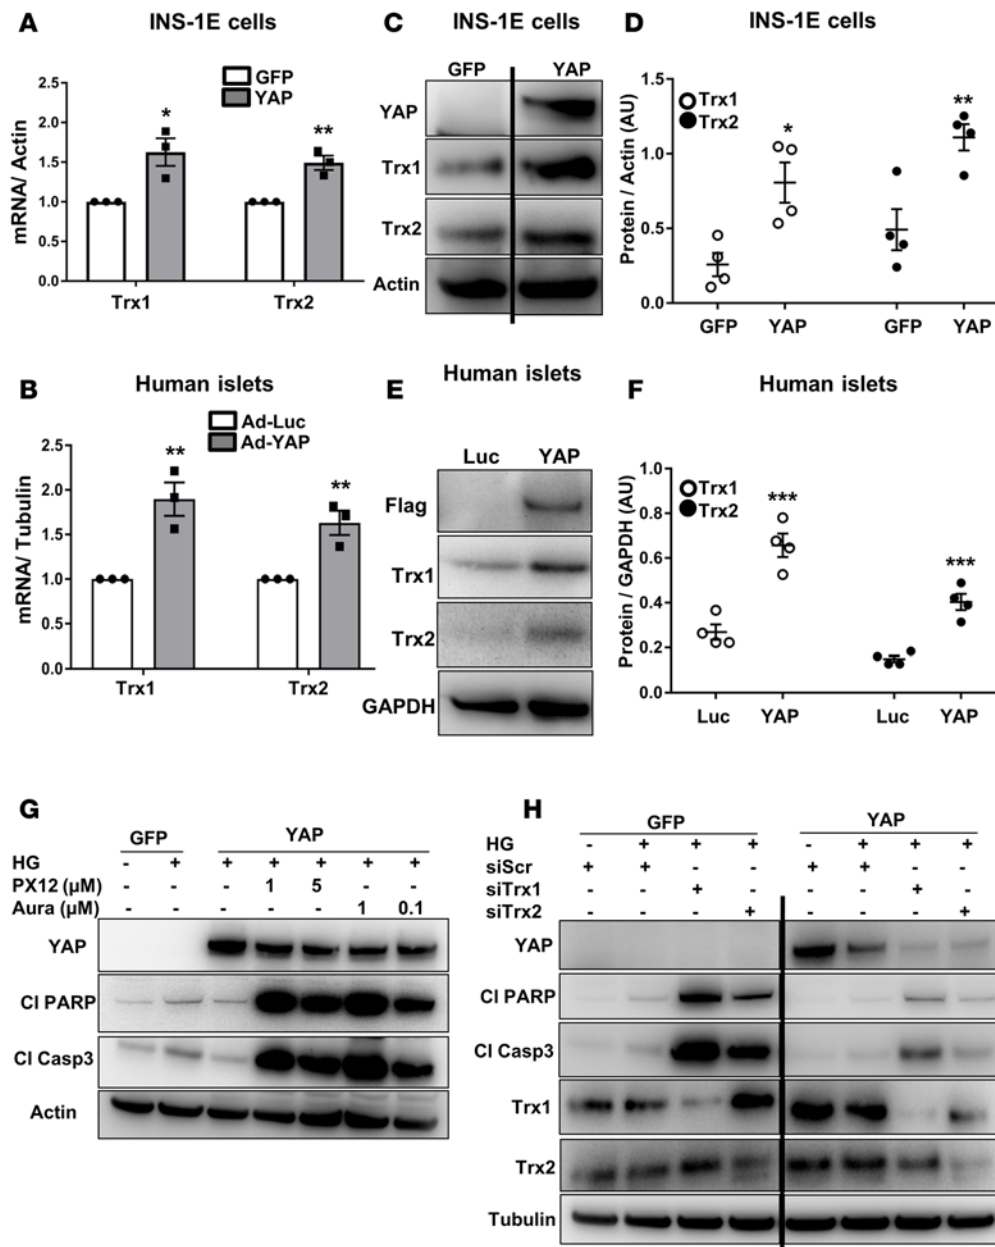 A INS-1E cells
GFP
YAP
mRNA/ Actin
2.5
2.0
1.5
1.0
0.5
0.0
* **
Trx1 Trx2
C INS-1E cells
GFP YAP
YAP
Trx1
Trx2
Actin
D INS-1E cells
Trx1
Trx2
Protein / Actin (AU)
1.5
1.0
0.5
0.0
* **
GFP YAP GFP YAP
B Human islets
Ad-Luc
Ad-YAP
mRNA/ Tubulin
2.5
2.0
1.5
1.0
0.5
0.0
** **
Trx1 Trx2
E Human islets
Luc YAP
Flag
Trx1
Trx2
GAPDH
F Human islets
Trx1
Trx2
Protein / GAPDH (AU)
1.0
0.8
0.6
0.4
0.2
0.0
*** ***
Luc YAP Luc YAP
G
GFP YAP
HG - + + + + + +
PX12 (µM) - - - 1 5 - -
Aura (µM) - - - - - 1 0.1
YAP
Cl PARP
Cl Casp3
Actin
H
GFP YAP
HG - + + + - + + +
siScr + + - - + + - -
siTrx1 - - + - - - + -
siTrx2 - - - + - - - +
YAP
Cl PARP
Cl Casp3
Trx1
Trx2
Tubulin